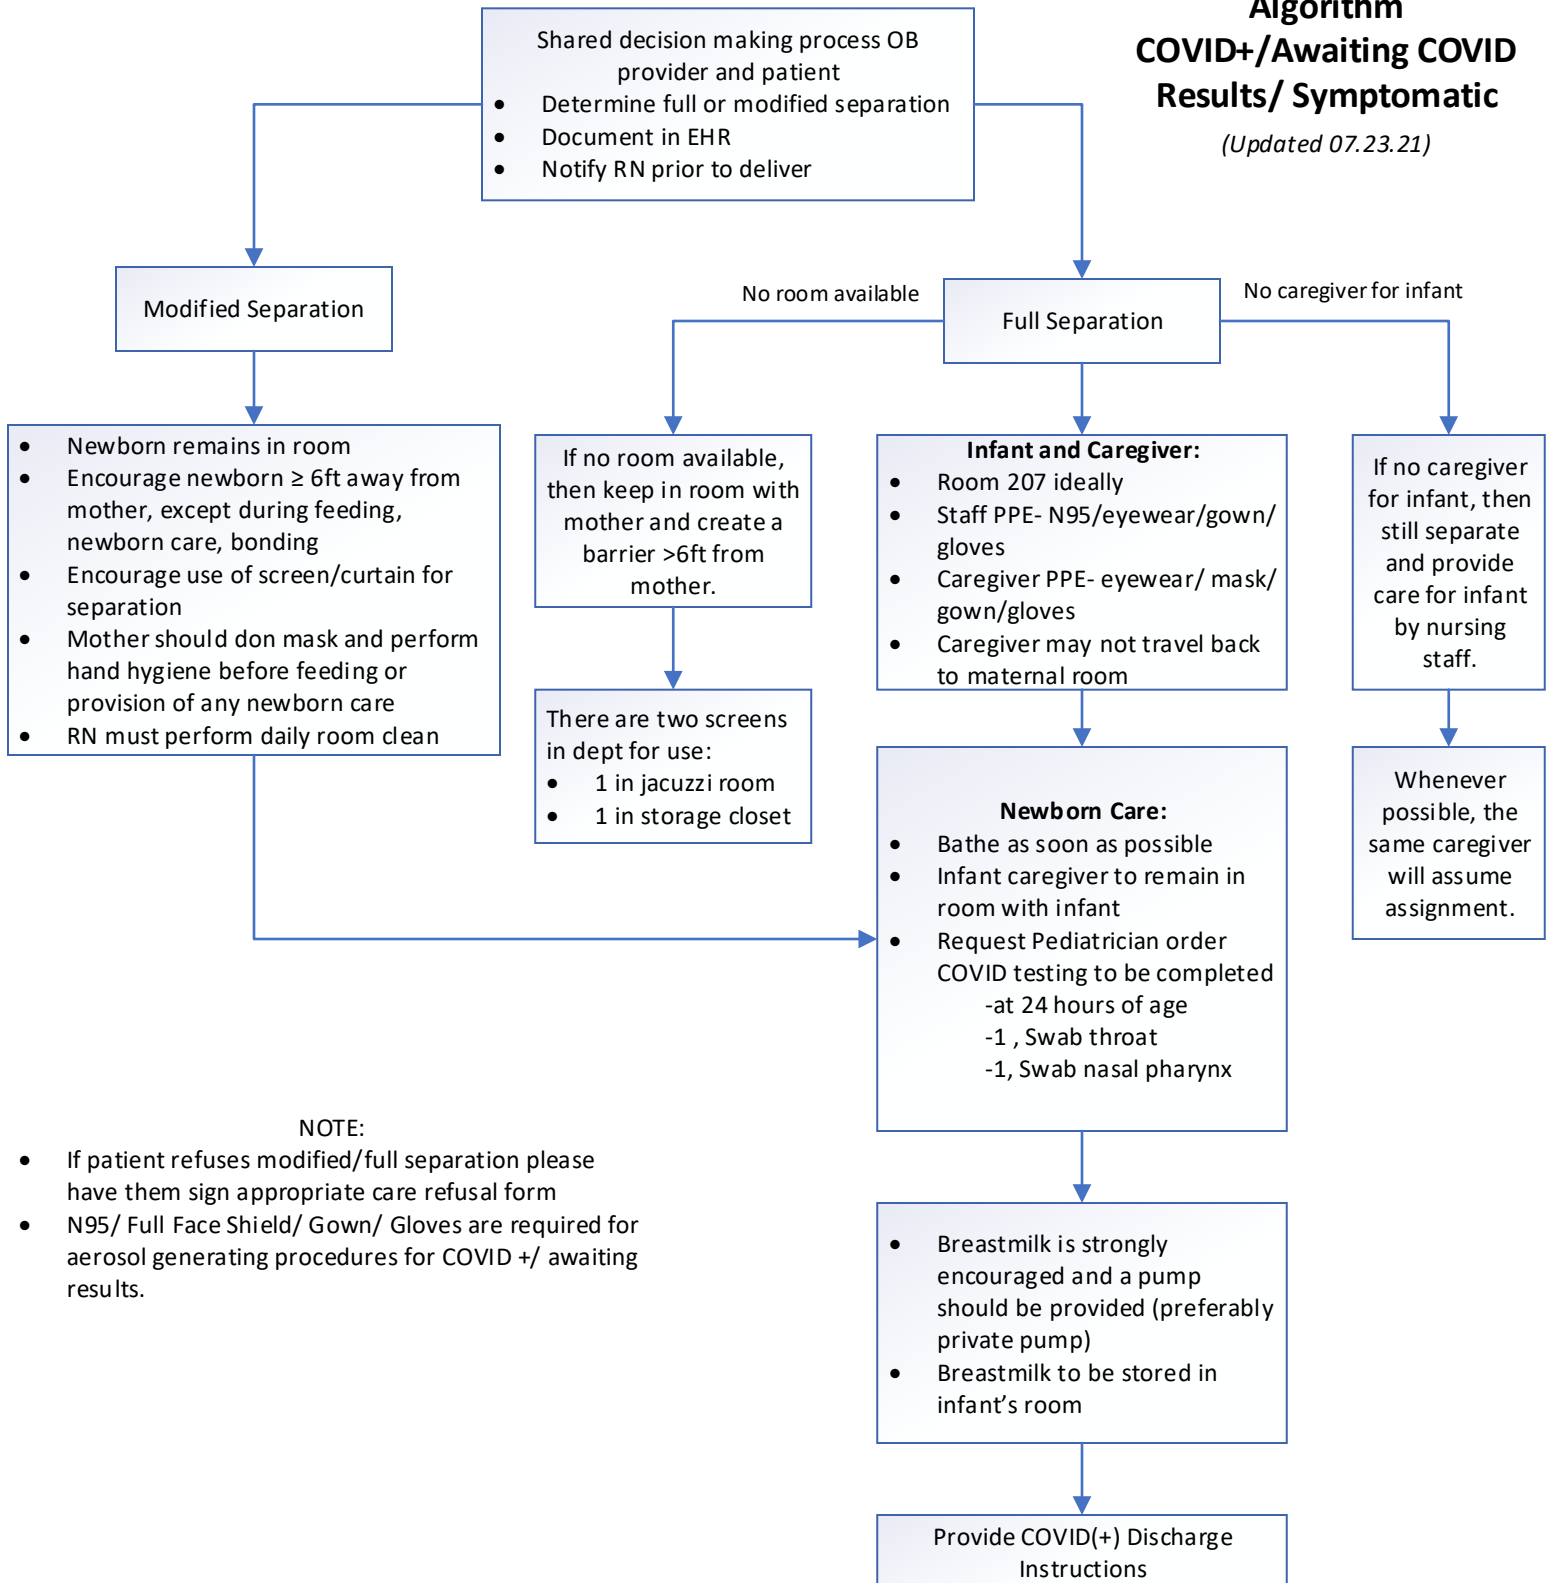 Algorithm
COVID+/Awaiting COVID
Results/ Symptomatic
(Updated 07.23.21)
Shared decision making process OB
provider and patient
• Determine full or modified separation
• Document in EHR
• Notify RN prior to deliver
Modified Separation
No room available
Full Separation
No caregiver for infant
• Newborn remains in room
• Encourage newborn ≥ 6ft away from
mother, except during feeding,
newborn care, bonding
• Encourage use of screen/curtain for
separation
• Mother should don mask and perform
hand hygiene before feeding or
provision of any newborn care
• RN must perform daily room clean
If no room available,
then keep in room with
mother and create a
barrier >6ft from
mother.
There are two screens
in dept for use:
• 1 in jacuzzi room
• 1 in storage closet
Infant and Caregiver:
• Room 207 ideally
• Staff PPE- N95/eyewear/gown/
gloves
• Caregiver PPE- eyewear/ mask/
gown/gloves
• Caregiver may not travel back
to maternal room
If no caregiver
for infant, then
still separate
and provide
care for infant
by nursing
staff.
Whenever
possible, the
same caregiver
will assume
assignment.
Newborn Care:
• Bathe as soon as possible
• Infant caregiver to remain in
room with infant
• Request Pediatrician order
COVID testing to be completed
-at 24 hours of age
-1 , Swab throat
-1, Swab nasal pharynx
NOTE:
• If patient refuses modified/full separation please
have them sign appropriate care refusal form
• N95/ Full Face Shield/ Gown/ Gloves are required for
aerosol generating procedures for COVID +/ awaiting
results.
• Breastmilk is strongly
encouraged and a pump
should be provided (preferably
private pump)
• Breastmilk to be stored in
infant’s room
Provide COVID(+) Discharge
Instructions